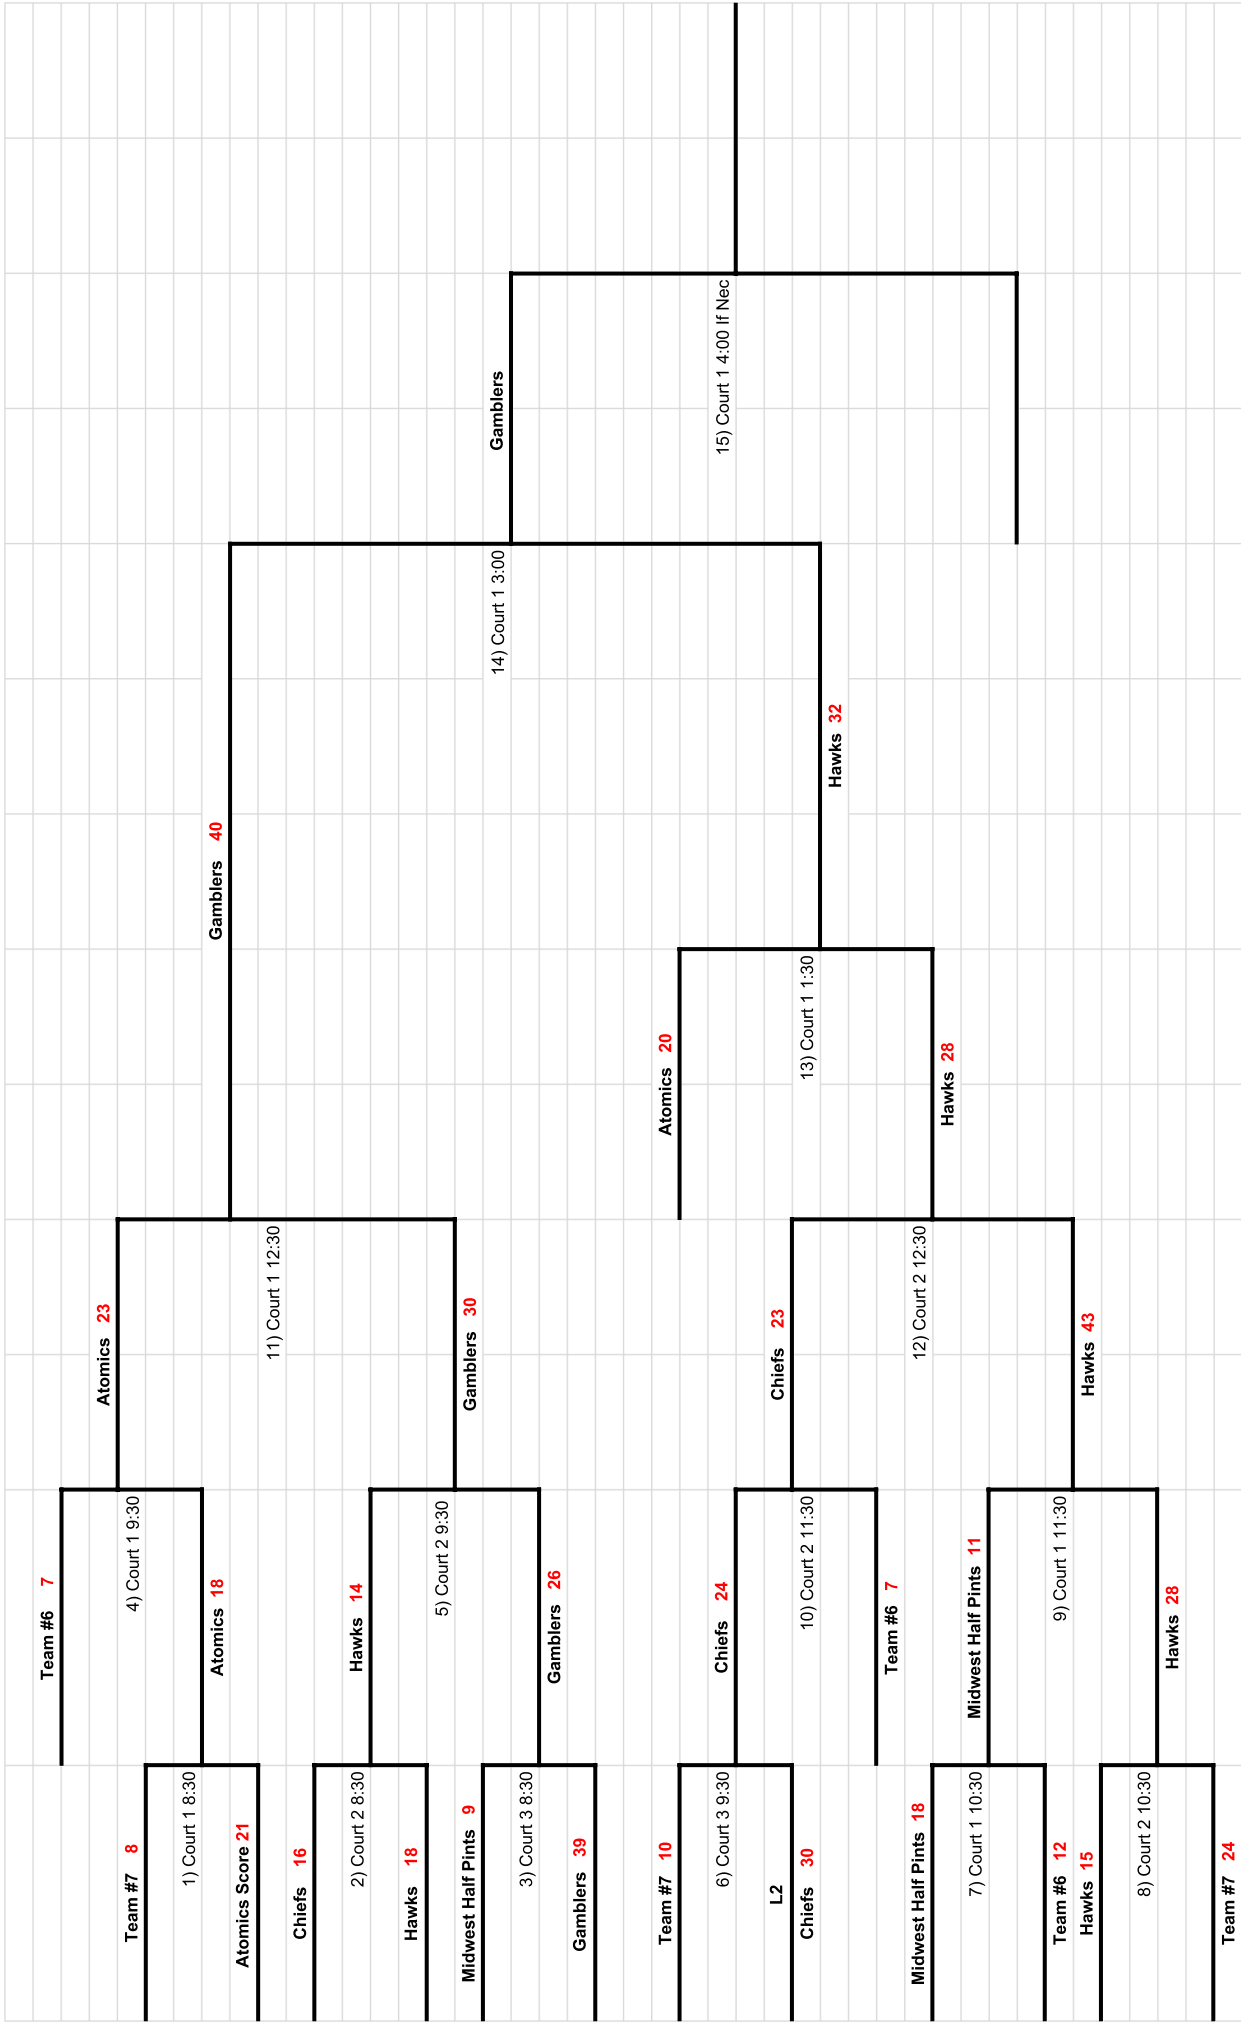 Team #6 7
4) Court 1 9:30
Team #7 8
1) Court 1 8:30
Atomics Score 21
Atomics 18
Atomics 23
11) Court 1 12:30
Chiefs 16
2) Court 2 8:30
Hawks 18
Hawks 14
5) Court 2 9:30
Midwest Half Pints 9
3) Court 3 8:30
Gamblers 39
Gamblers 26
Gamblers 30
Gamblers 40
14) Court 1 3:00
Gamblers
15) Court 1 4:00 If Nec
Atomics 20
13) Court 1 1:30
Hawks 32
Team #7 10
6) Court 3 9:30
L2
Chiefs 30
Chiefs 24
10) Court 2 11:30
Team #6 7
Chiefs 23
12) Court 2 12:30
Hawks 28
Midwest Half Pints 18
7) Court 1 10:30
Team #6 12
Midwest Half Pints 11
9) Court 1 11:30
Hawks 43
Hawks 15
8) Court 2 10:30
Team #7 24
Hawks 28